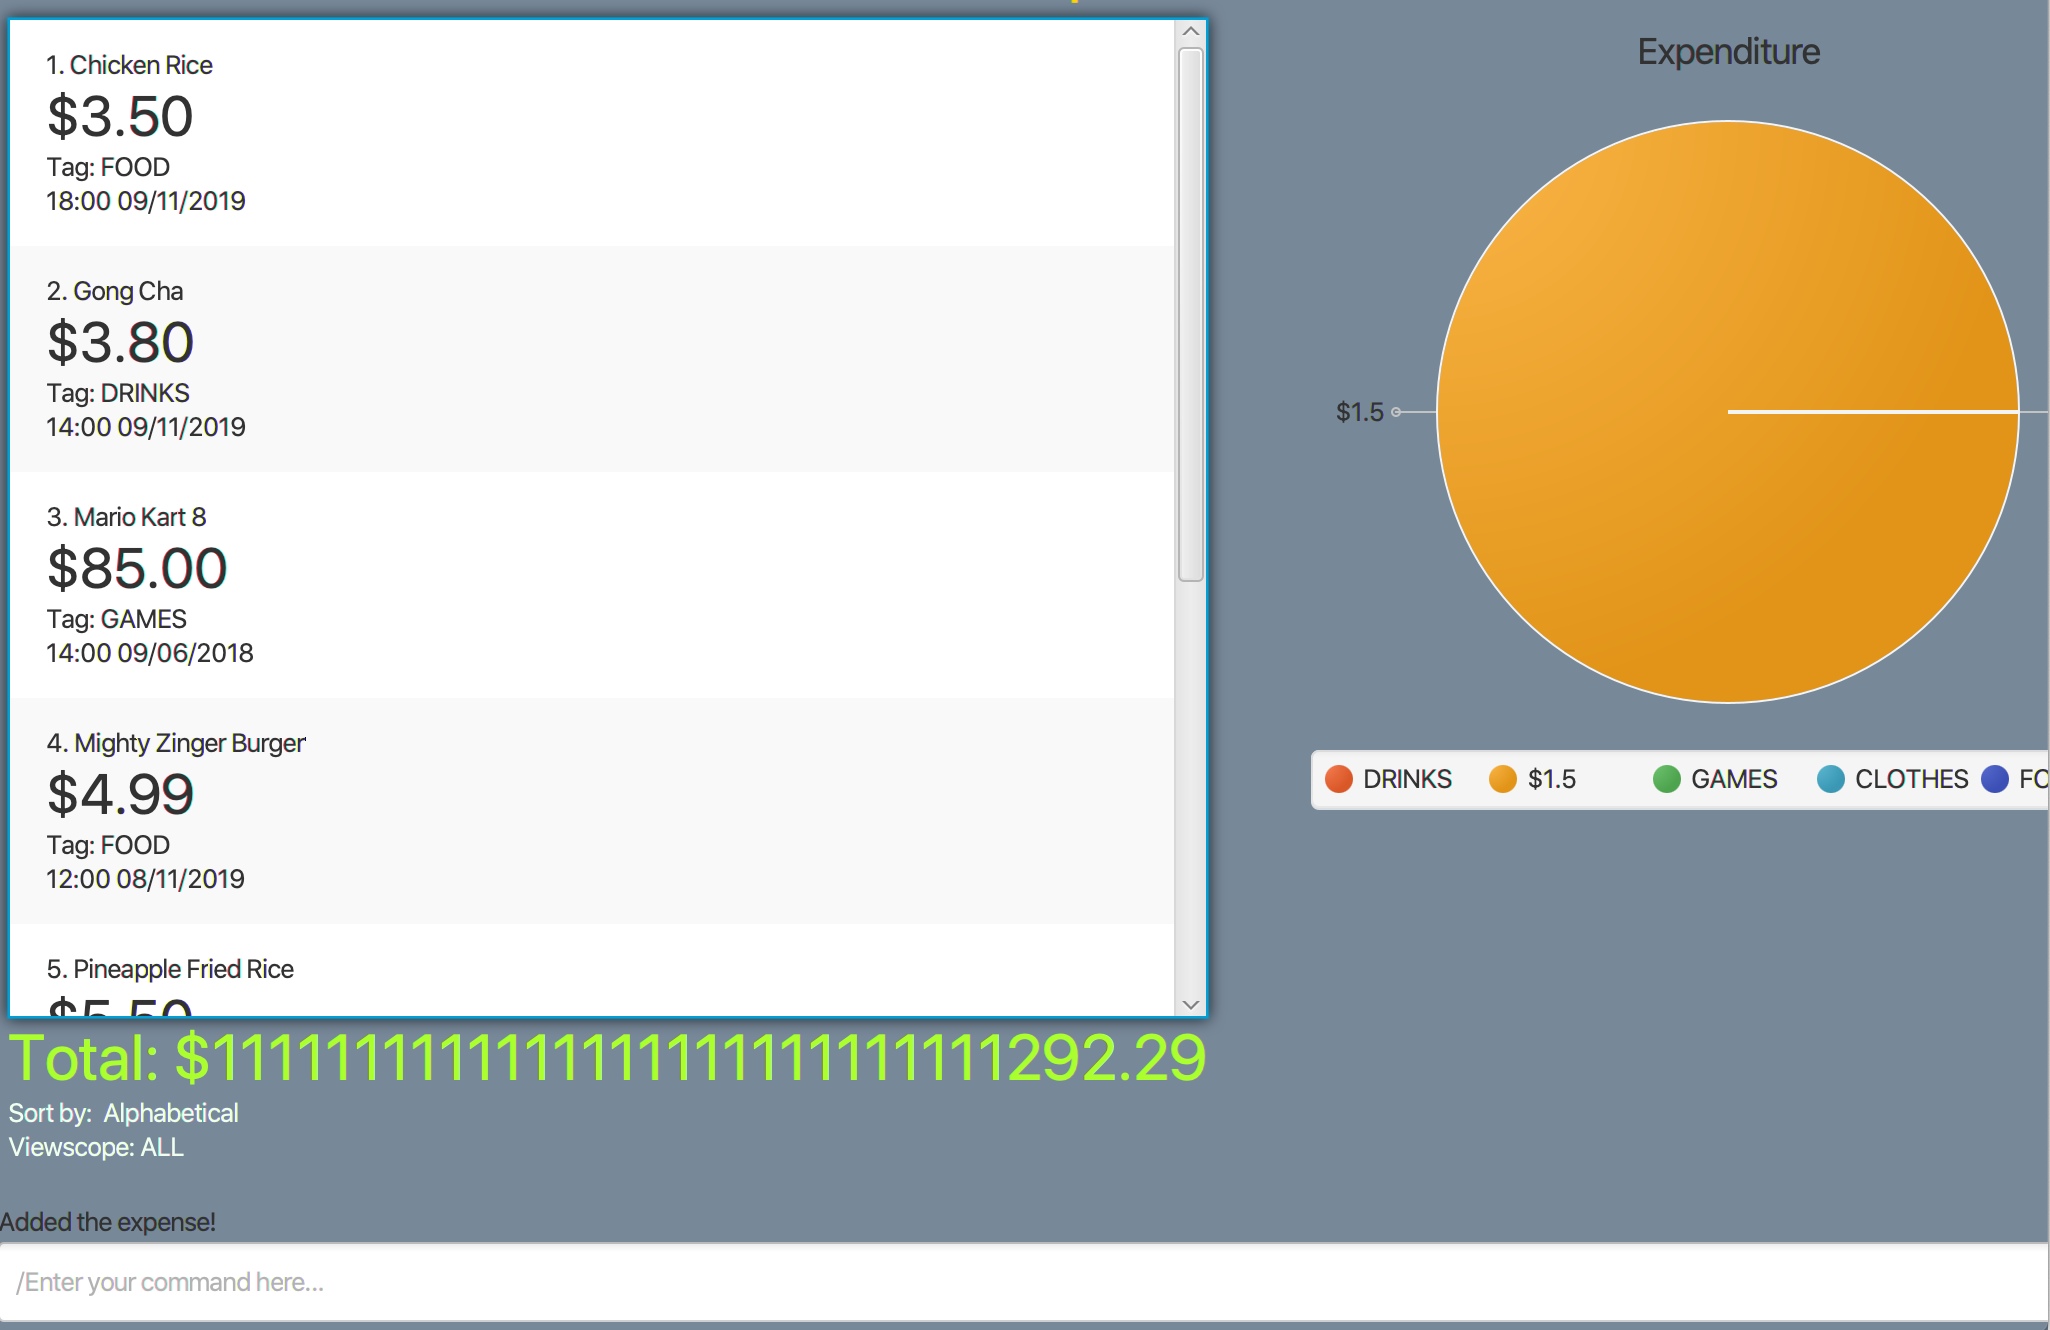 1. Chicken Rice
$3.50
Tag: FOOD
18:00 09/11/2019
2. Gong Cha
$3.80
Tag: DRINKS
14:00 09/11/2019
3. Mario Kart 8
$85.00
Tag: GAMES
14:00 09/06/2018
4. Mighty Zinger Burger
$4.99
Tag: FOOD
12:00 08/11/2019
5. Pineapple Fried Rice
$5.50
Total: $1111111111111111111111111111292.29
Sort by: Alphabetical
Viewscope: ALL
Added the expense!
/Enter your command here...
Expenditure
$1.5
DRINKS $1.5 GAMES CLOTHES